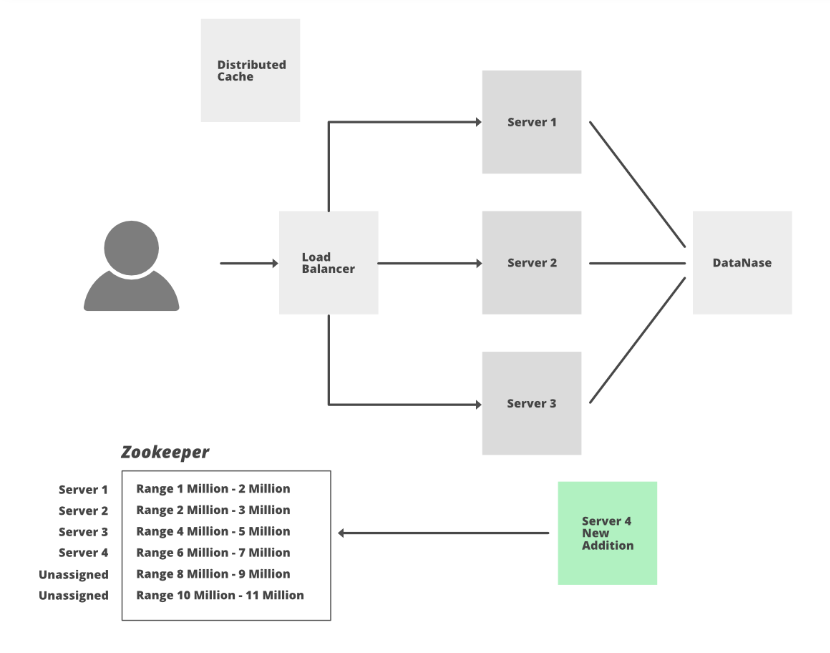 Distributed
Cache
Server 1
Load
Balancer
Server 2
DataNase
Server 3
Zookeeper
Server 1 Range 1 Million - 2 Million
Server 2 Range 2 Million - 3 Million
Server 3 Range 4 Million - 5 Million
Server 4 Range 6 Million - 7 Million
Unassigned Range 8 Million - 9 Million
Unassigned Range 10 Million - 11 Million
Server 4
New
Addition